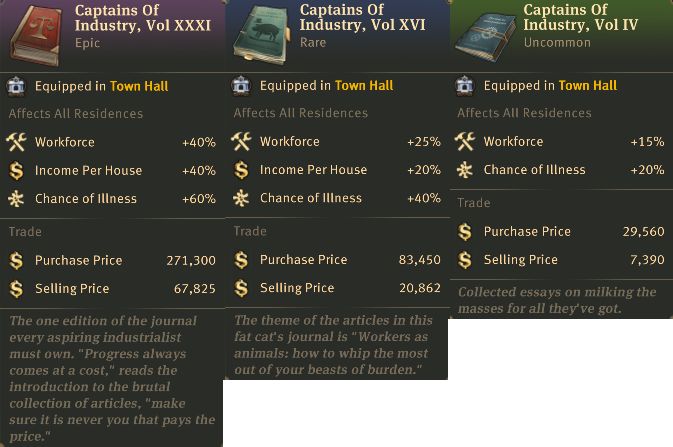 Captains Of
Industry, Vol XXXI
Epic
Equipped in Town Hall
Affects All Residences
Workforce +40%
Income Per House +40%
Chance of Illness +60%
Trade
Purchase Price 271,300
Selling Price 67,825
The one edition of the journal
every aspiring industrialist
must own. "Progress always
comes at a cost," reads the
introduction to the brutal
collection of articles, "make
sure it is never you that pays the
price."
Captains Of
Industry, Vol XVI
Rare
Equipped in Town Hall
Affects All Residences
Workforce +25%
Income Per House +20%
Chance of Illness +40%
Trade
Purchase Price 83,450
Selling Price 20,862
The theme of the articles in this
fat cat's journal is "Workers as
animals: how to whip the most
out of your beasts of burden."
Captains Of
Industry, Vol IV
Uncommon
Equipped in Town Hall
Affects All Residences
Workforce +15%
Chance of Illness +20%
Trade
Purchase Price 29,560
Selling Price 7,390
Collected essays on milking the
masses for all they've got.